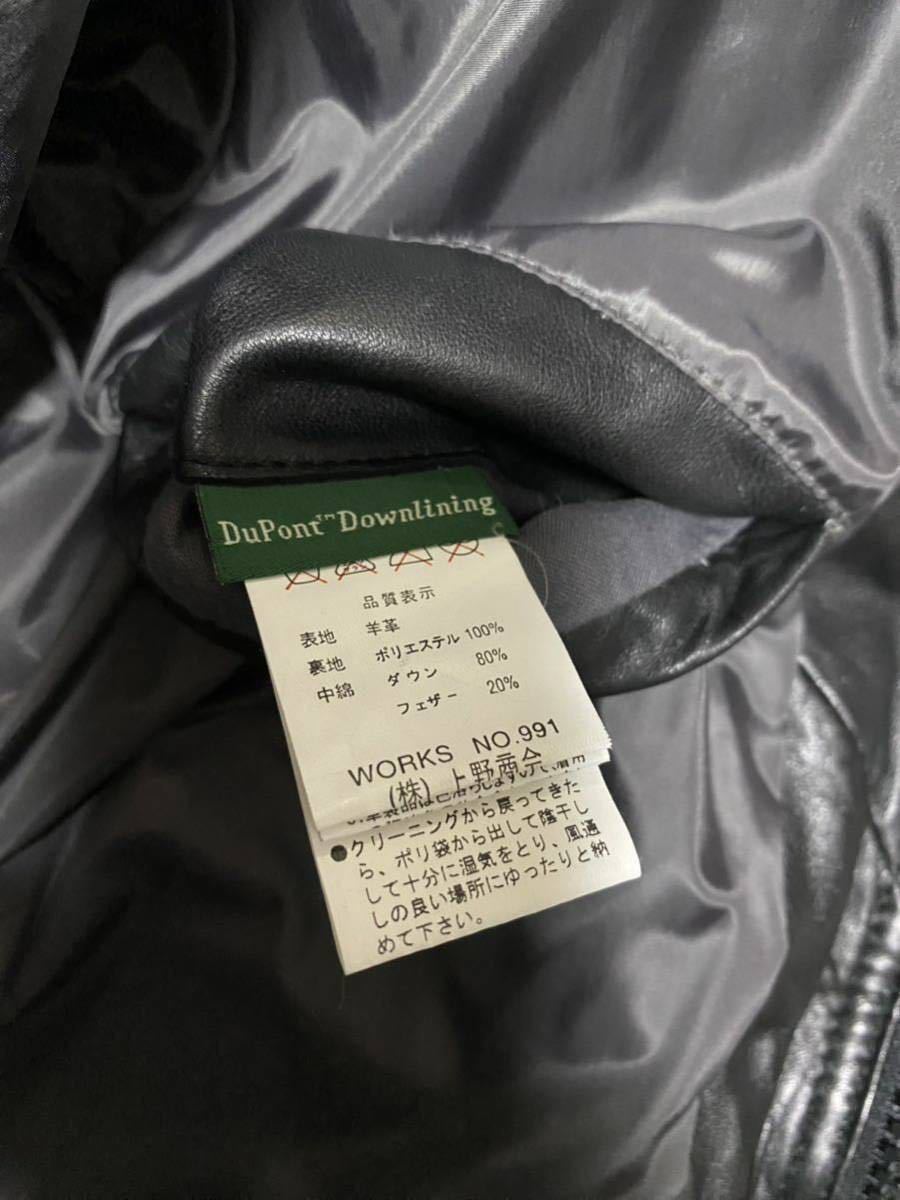 DuPont™ Downlining
品質表示
表地 羊革
裏地 ポリエステル 100%
中綿 ダウン 80%
フェザー 20%
WORKS NO.991
(株) 上野商会
●クリーニングから戻ってきた
ら、ポリ袋から出して陰干し
して十分に湿気をとり、風通
しの良い場所にゆったりと納
めて下さい。